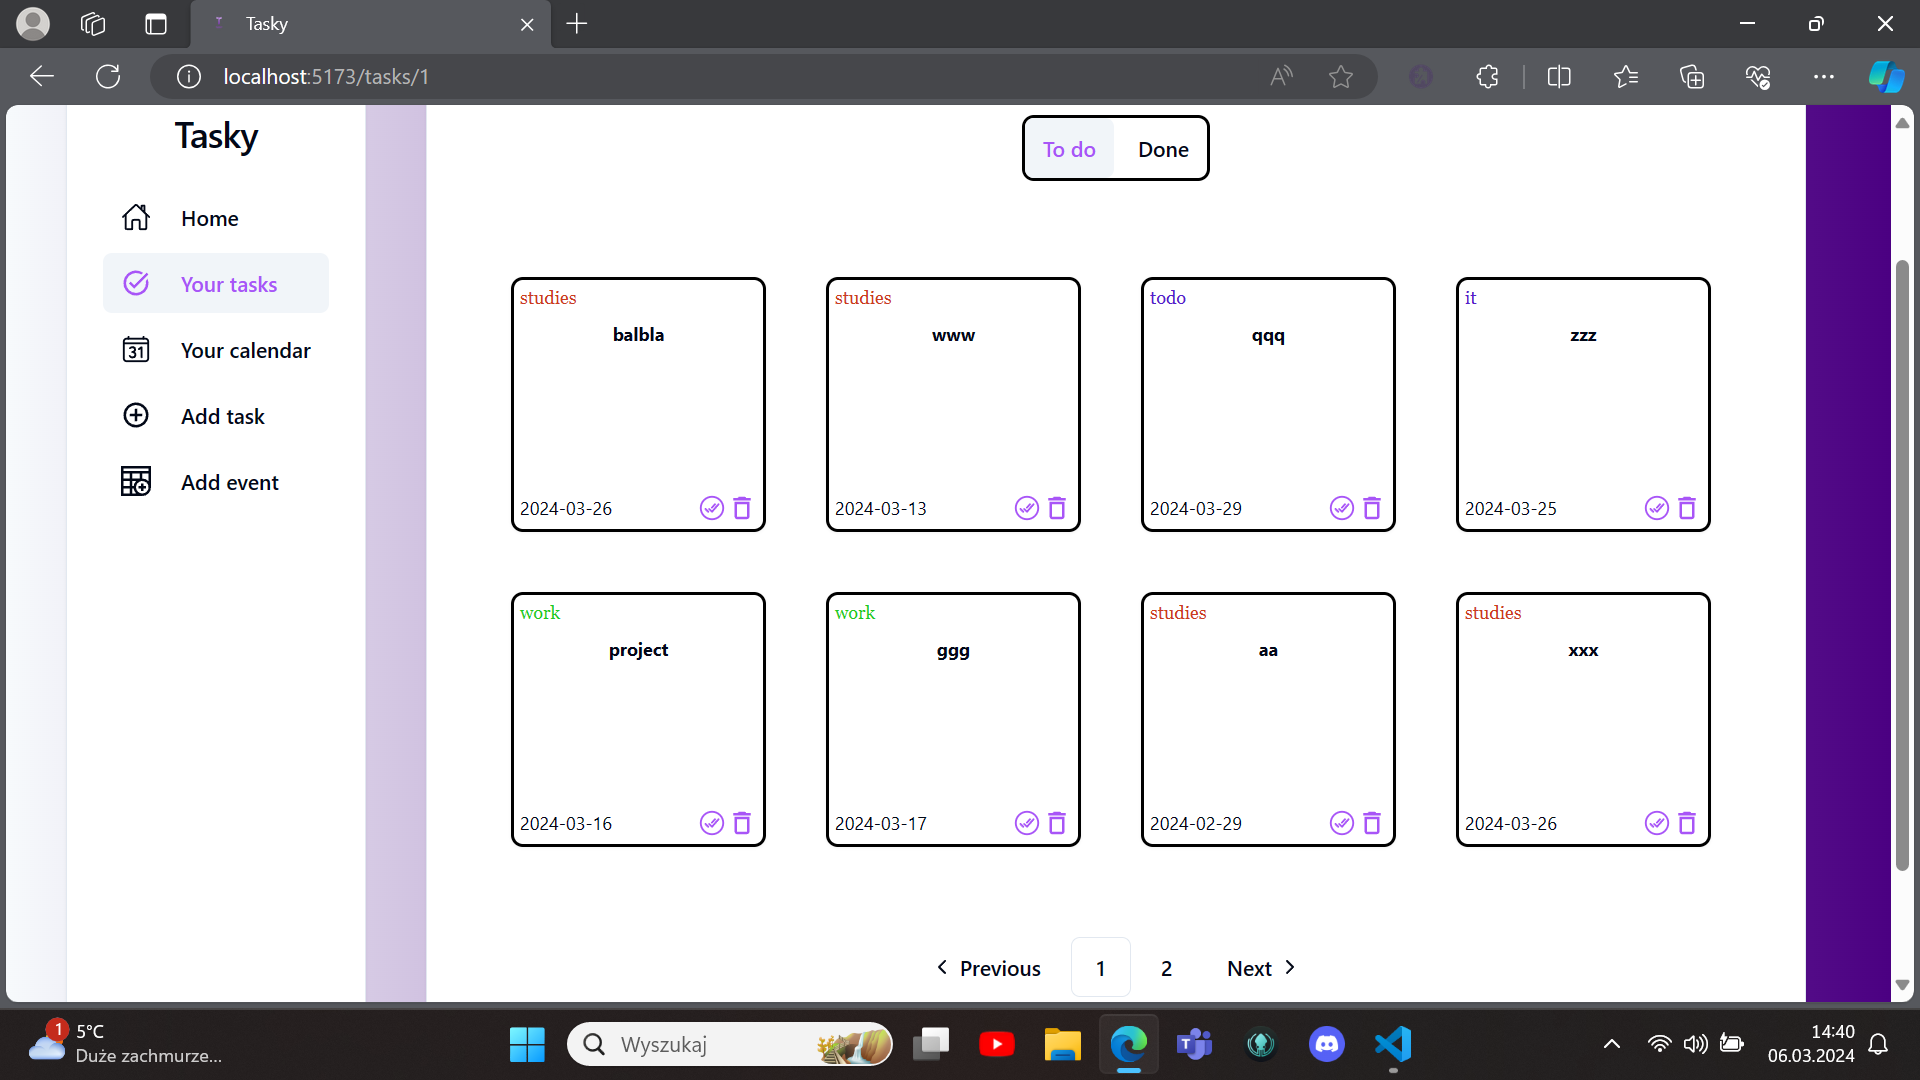 Tasky
localhost:5173/tasks/1
Tasky
Home
Your tasks
31
Your calendar
Add task
Add event
To do Done
studies
balbla
2024-03-26
studies
www
2024-03-13
todo
qqq
2024-03-29
it
zzz
2024-03-25
work
project
2024-03-16
work
ggg
2024-03-17
studies
aa
2024-02-29
studies
xxx
2024-03-26
Previous 1 2 Next
1
5°C
Duże zachmurze...
Wyszukaj
14:40
06.03.2024